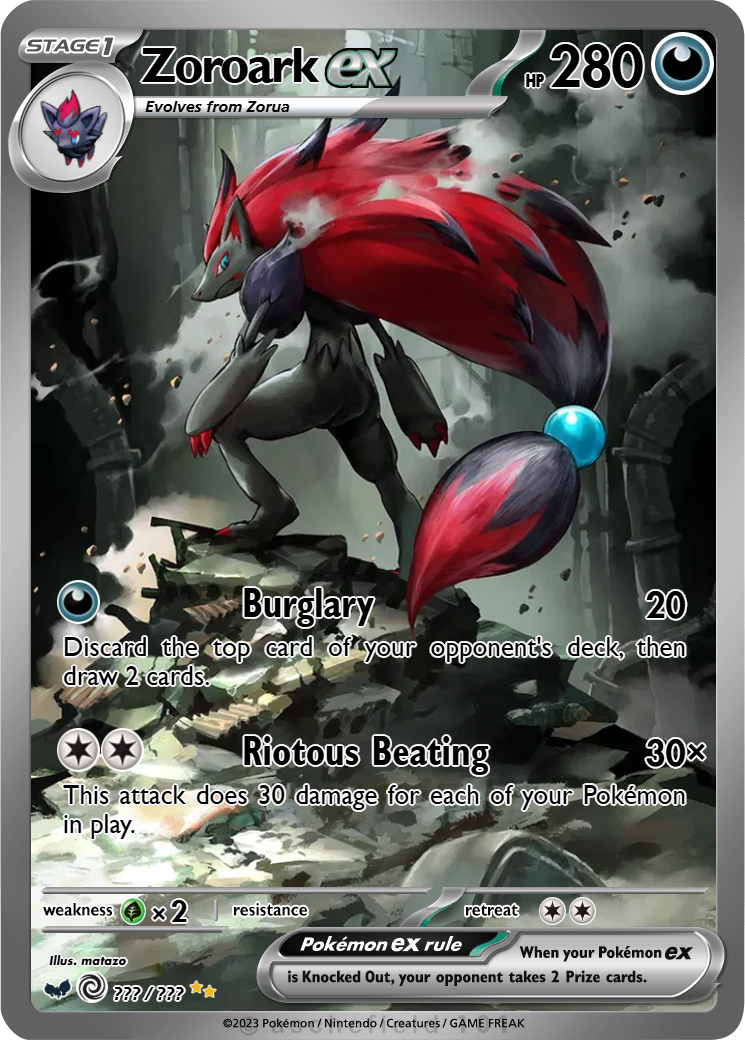 STAGE1
Zoroark ex
HP 280
Evolves from Zorua
Burglary 20
Discard the top card of your opponent's deck, then
draw 2 cards.
Riotous Beating 30×
This attack does 30 damage for each of your Pokémon
in play.
weakness ×2 resistance retreat
Illus. matazo
??? / ???
Pokémon ex rule
When your Pokémon ex
is Knocked Out, your opponent takes 2 Prize cards.
©2023 Pokémon / Nintendo / Creatures / GAME FREAK